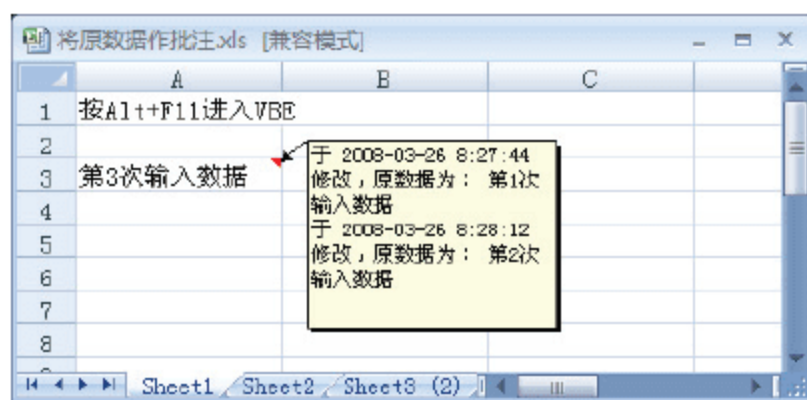 将原数据作批注.xls [兼容模式]
A B C
1 按Alt+F11进入VBE
2
3 第3次输入数据
于 2008-03-26 8:27:44
修改,原数据为: 第1次
输入数据
于 2008-03-26 8:28:12
修改,原数据为: 第2次
输入数据
4
5
6
7
8
Sheet1 Sheet2 Sheet3 (2)